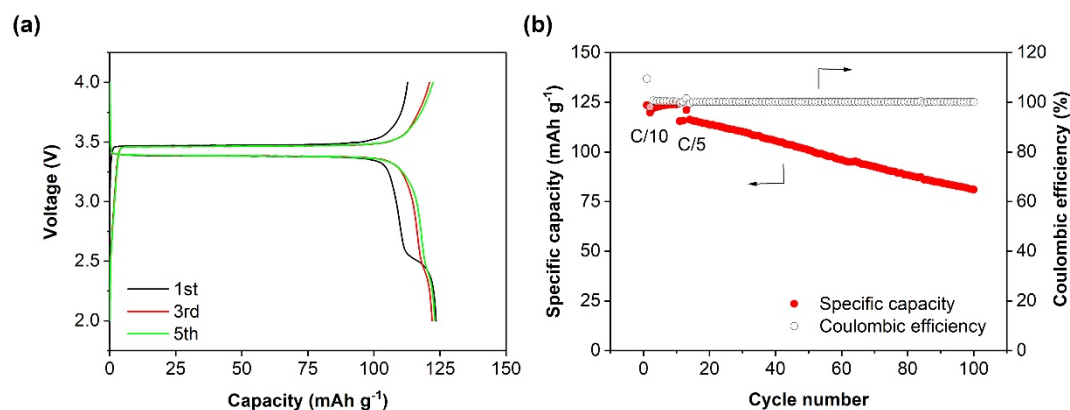 (a)
4.0
3.5
3.0
2.5
2.0
Voltage (V)
1st
3rd
5th
0 25 50 75 100 125 150
Capacity (mAh g⁻¹)
(b)
150
125
100
75
50
25
0
Specific capacity (mAh g⁻¹)
C/10
C/5
Specific capacity
Coulombic efficiency
120
100
80
60
40
20
0
Coulombic efficiency (%)
0 20 40 60 80 100
Cycle number